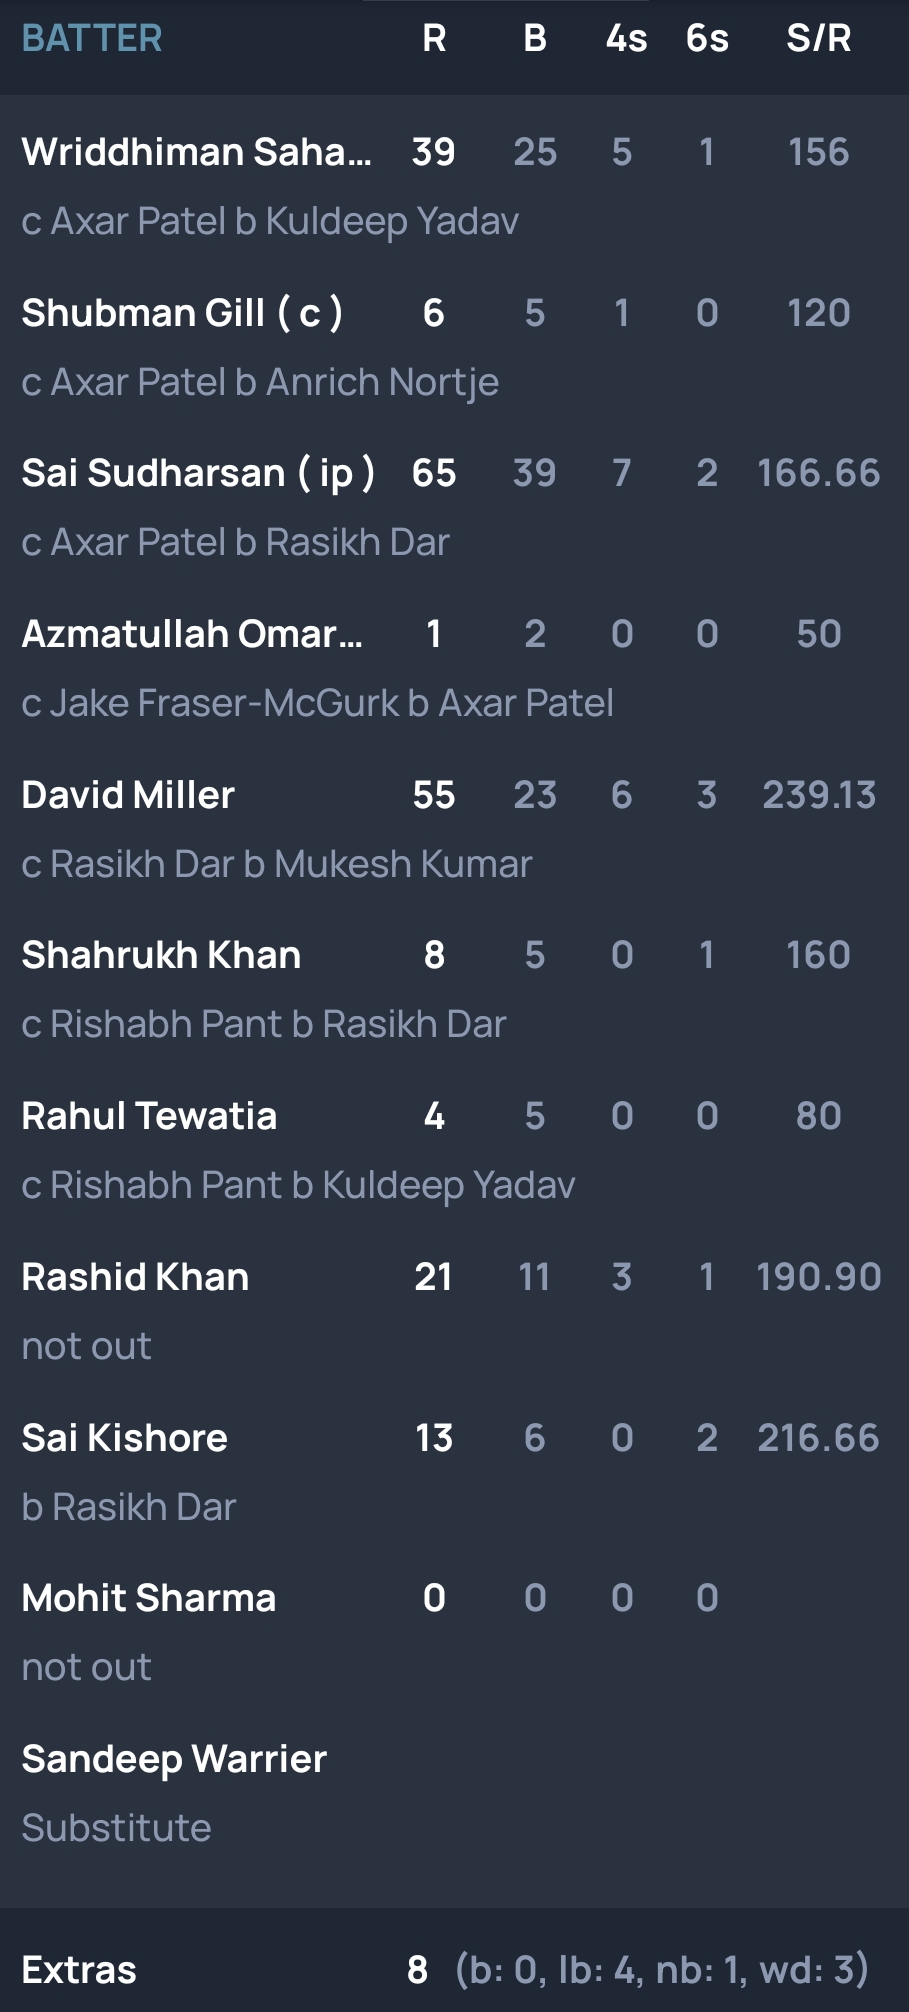 BATTER R B 4s 6s S/R
Wriddhiman Saha... 39 25 5 1 156
c Axar Patel b Kuldeep Yadav
Shubman Gill ( c ) 6 5 1 0 120
c Axar Patel b Anrich Nortje
Sai Sudharsan ( ip ) 65 39 7 2 166.66
c Axar Patel b Rasikh Dar
Azmatullah Omar... 1 2 0 0 50
c Jake Fraser-McGurk b Axar Patel
David Miller 55 23 6 3 239.13
c Rasikh Dar b Mukesh Kumar
Shahrukh Khan 8 5 0 1 160
c Rishabh Pant b Rasikh Dar
Rahul Tewatia 4 5 0 0 80
c Rishabh Pant b Kuldeep Yadav
Rashid Khan 21 11 3 1 190.90
not out
Sai Kishore 13 6 0 2 216.66
b Rasikh Dar
Mohit Sharma 0 0 0 0
not out
Sandeep Warrier
Substitute
Extras 8 (b: 0, lb: 4, nb: 1, wd: 3)